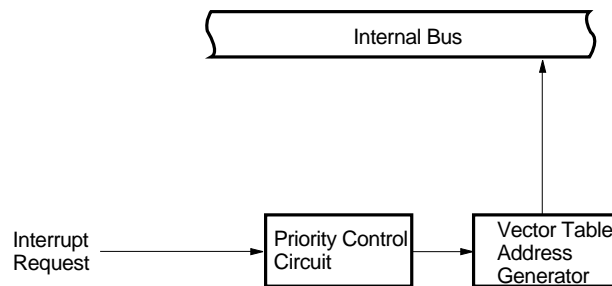 Internal Bus
Interrupt
Request
Priority Control
Circuit
Vector Table
Address
Generator